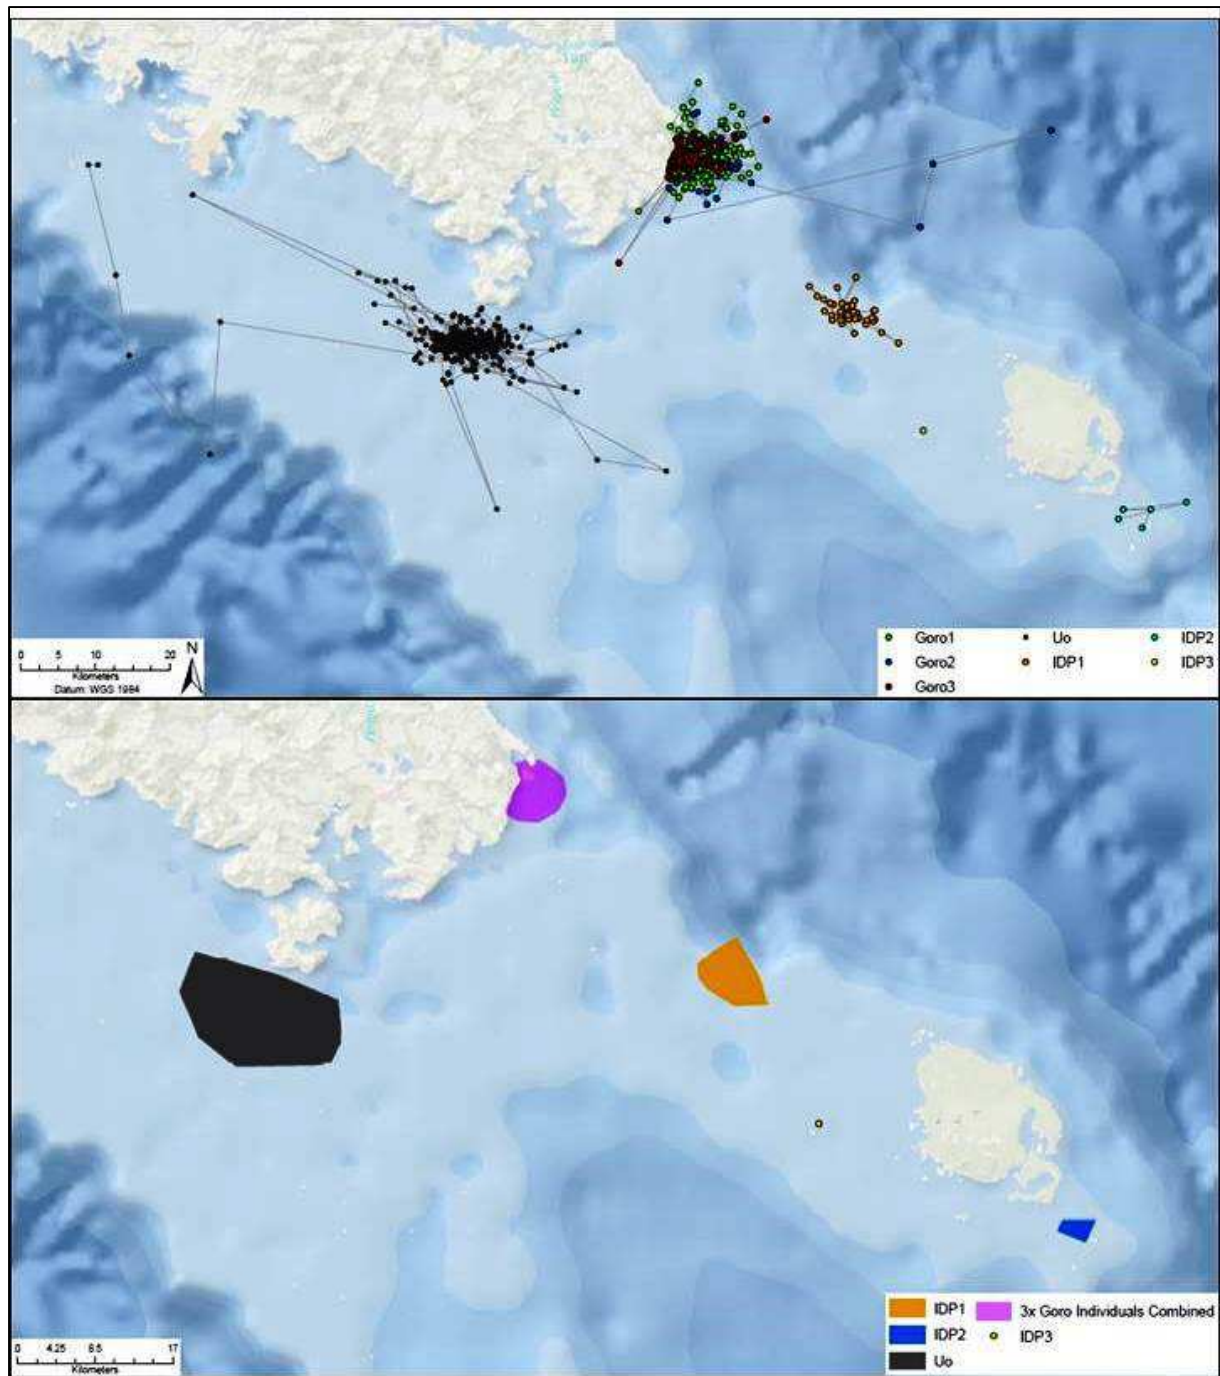 0 5 10 20
Kilometers
Datum: WGS 1984
N
Goro1 Uo IDP2
Goro2 IDP1 IDP3
Goro3
0 4.25 8.5 17
Kilometers
IDP1 3x Goro Individuals Combined
IDP2 IDP3
Uo